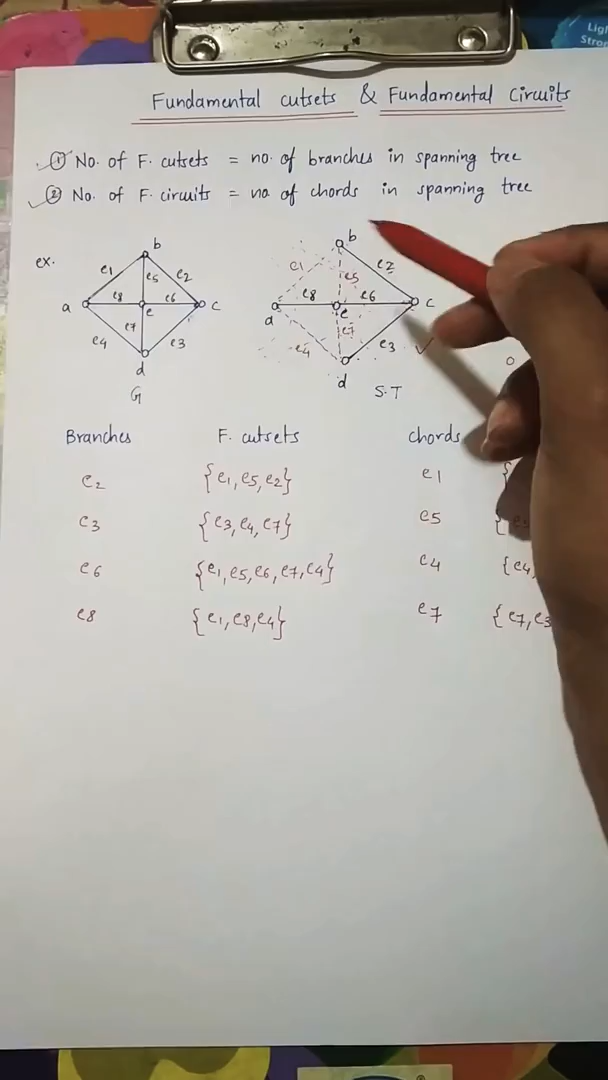 Fundamental cutsets & Fundamental Circuits
① No. of F. cutsets = no. of branches in spanning tree
② No. of F. circuits = no of chords in spanning tree
ex.
b b
e1 e5 e2 e1 e5 e2
a e8 e e6 c a e8 e e6 c
e4 e7 e3 e4 e7 e3
d d
G S.T
Branches F. cutsets chords
e2 {e1, e5, e2} e1 {
e3 {e3, e4, e7} e5 {
e6 {e1, e5, e6, e7, e4} e4 {e4,
e8 {e1, e8, e4} e7 {e7, e3